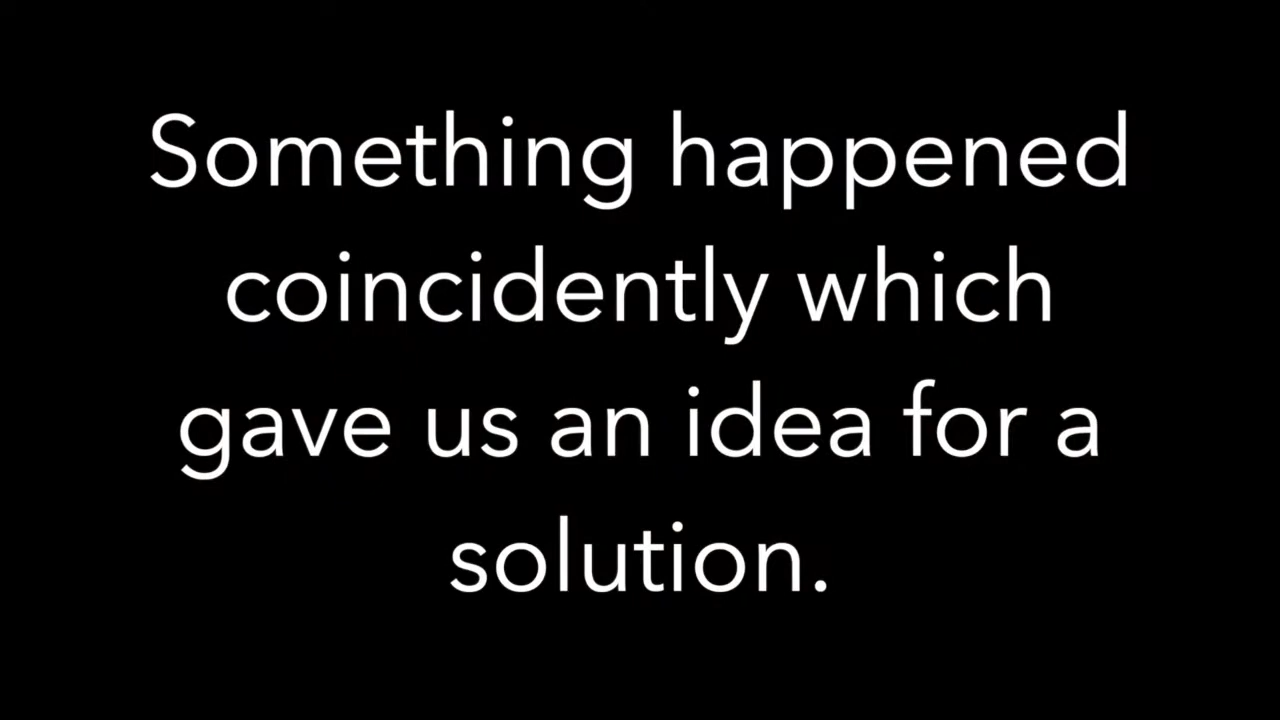 Something happened
coincidently which
gave us an idea for a
solution.